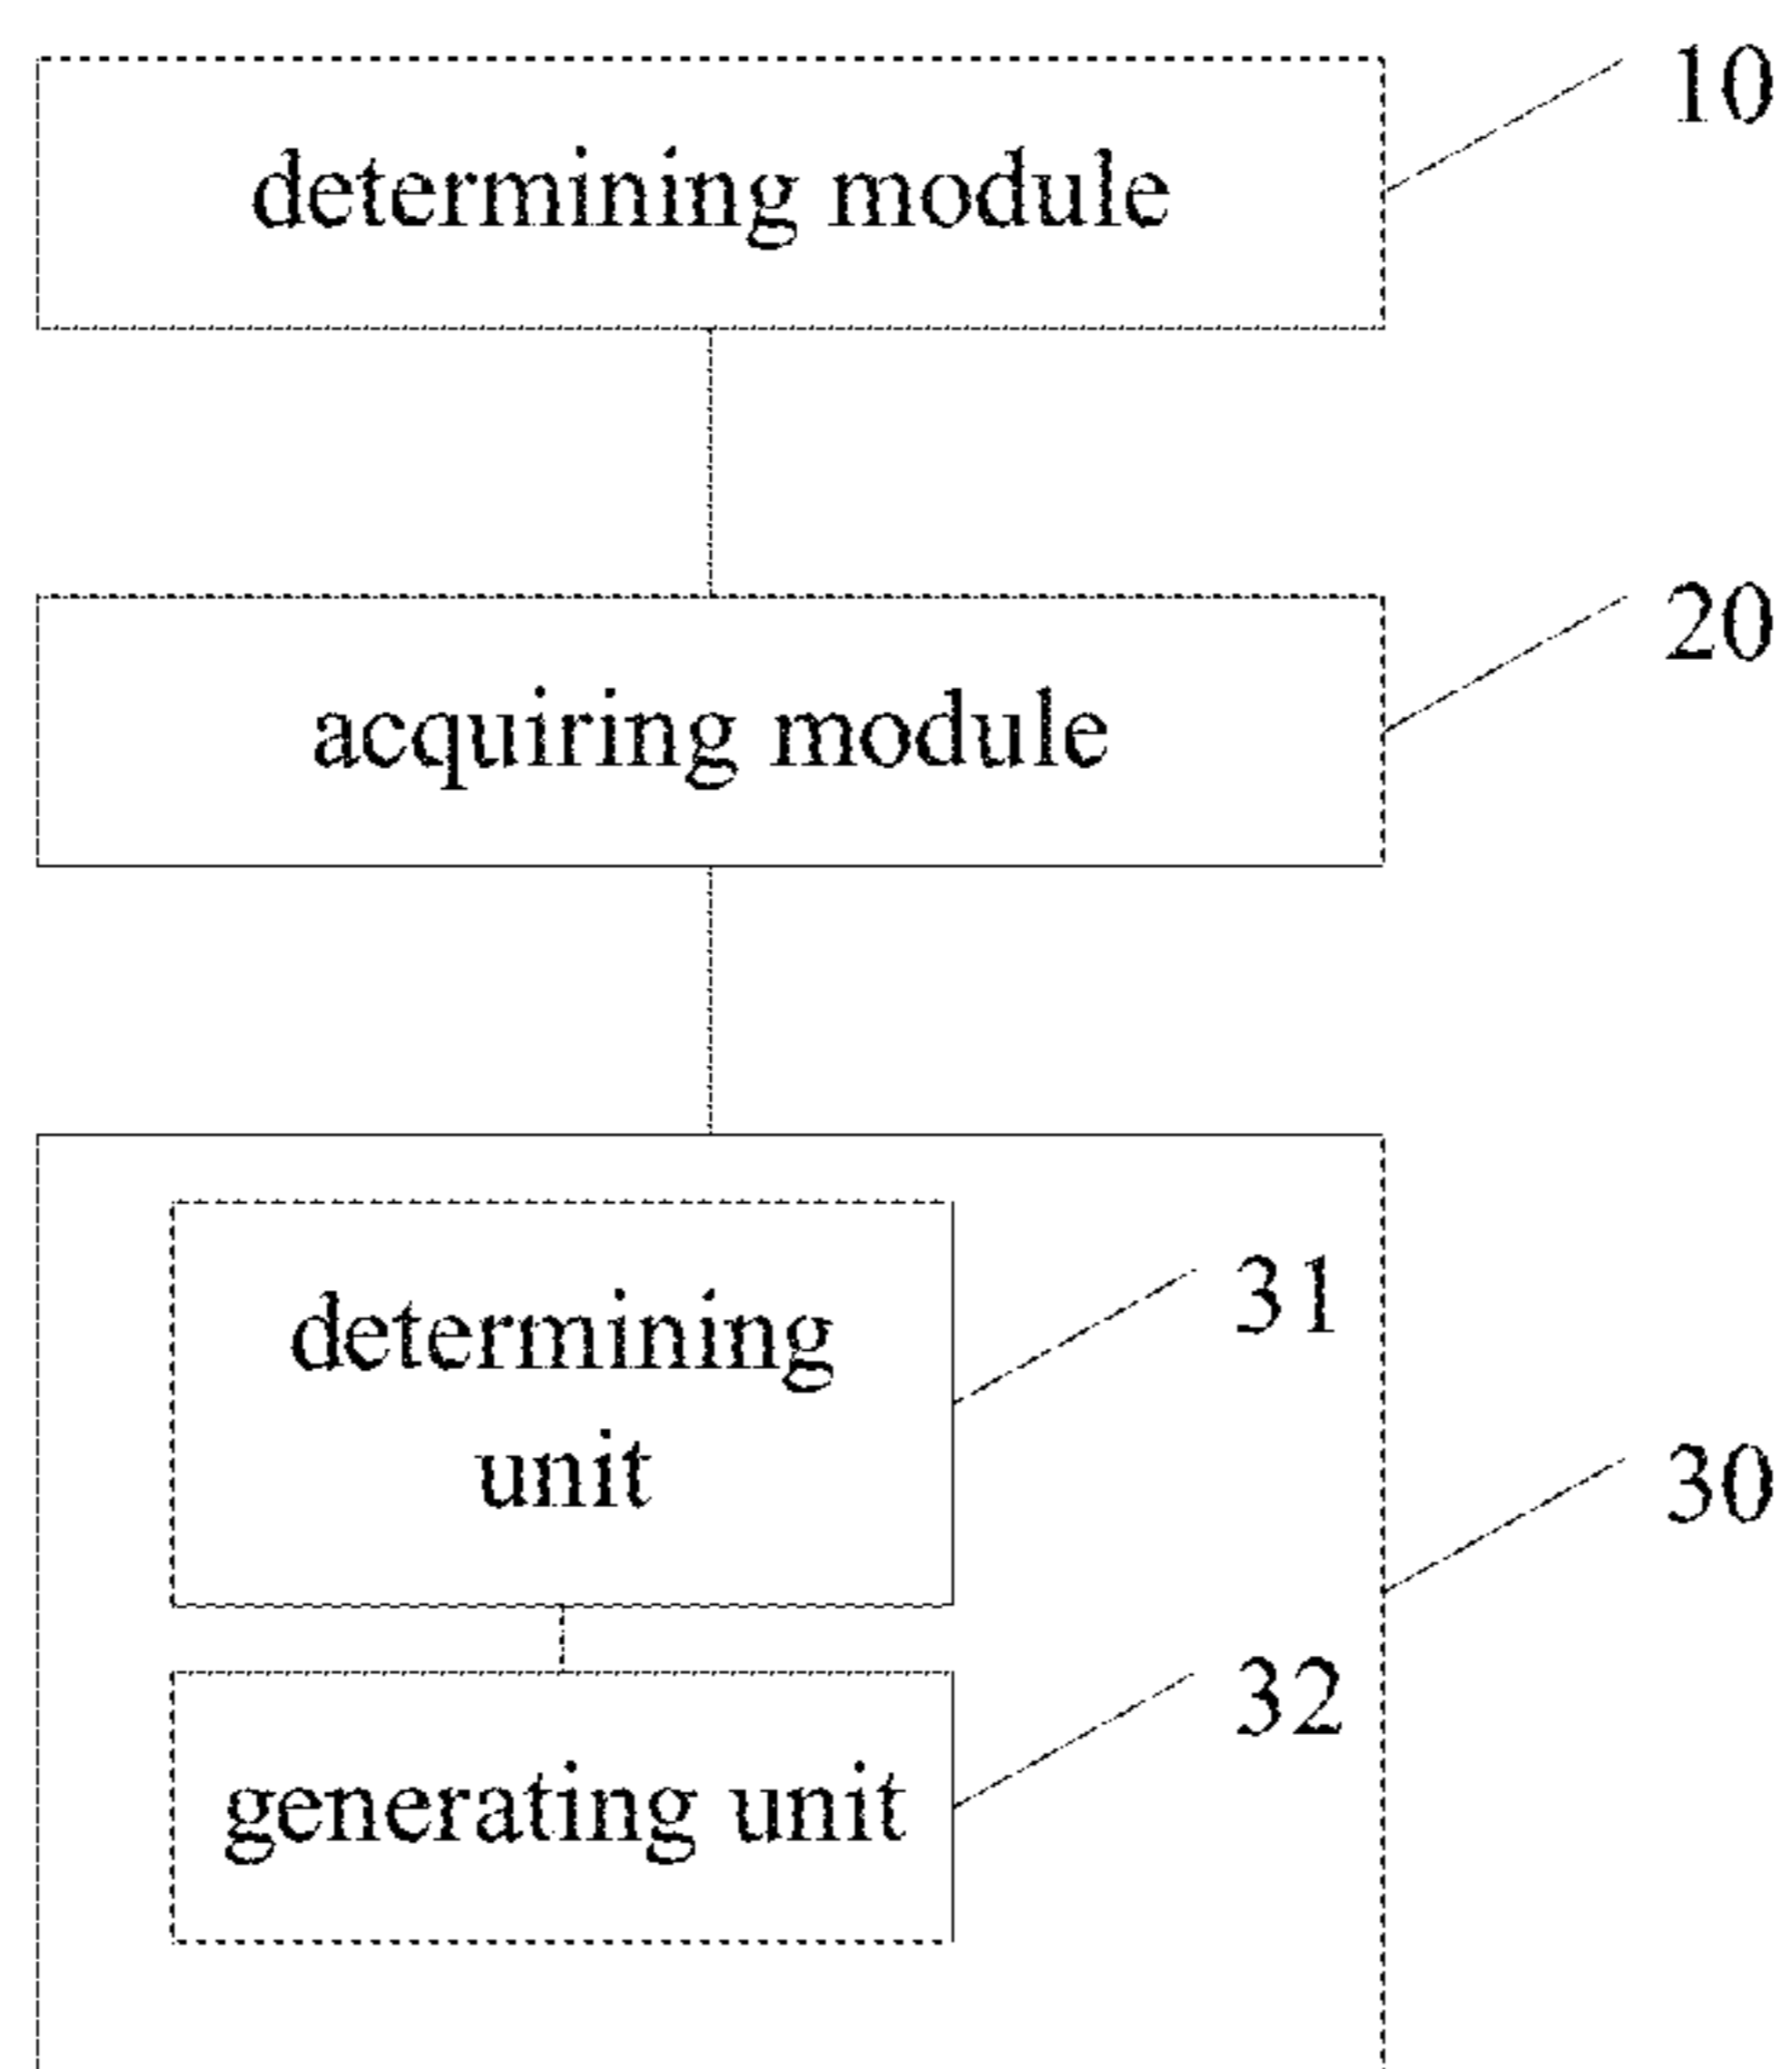 10
determining module
20
acquiring module
31
determining
unit
30
32
generating unit